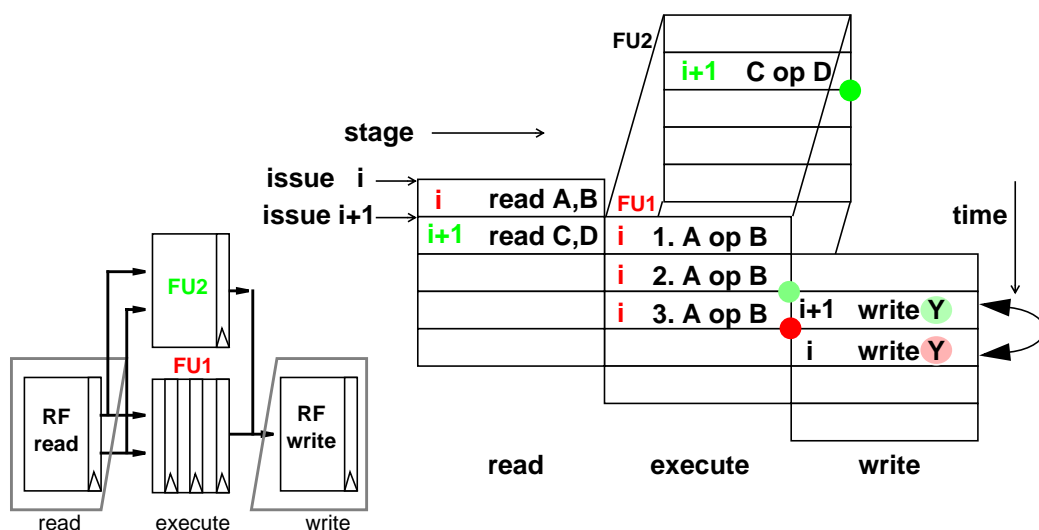 FU2
i+1 C op D
stage
issue i
issue i+1
i read A,B
i+1 read C,D
FU1
i 1. A op B
i 2. A op B
i 3. A op B
time
i+1 write Y
i write Y
read execute write
FU2
FU1
RF
read
RF
write
read execute write